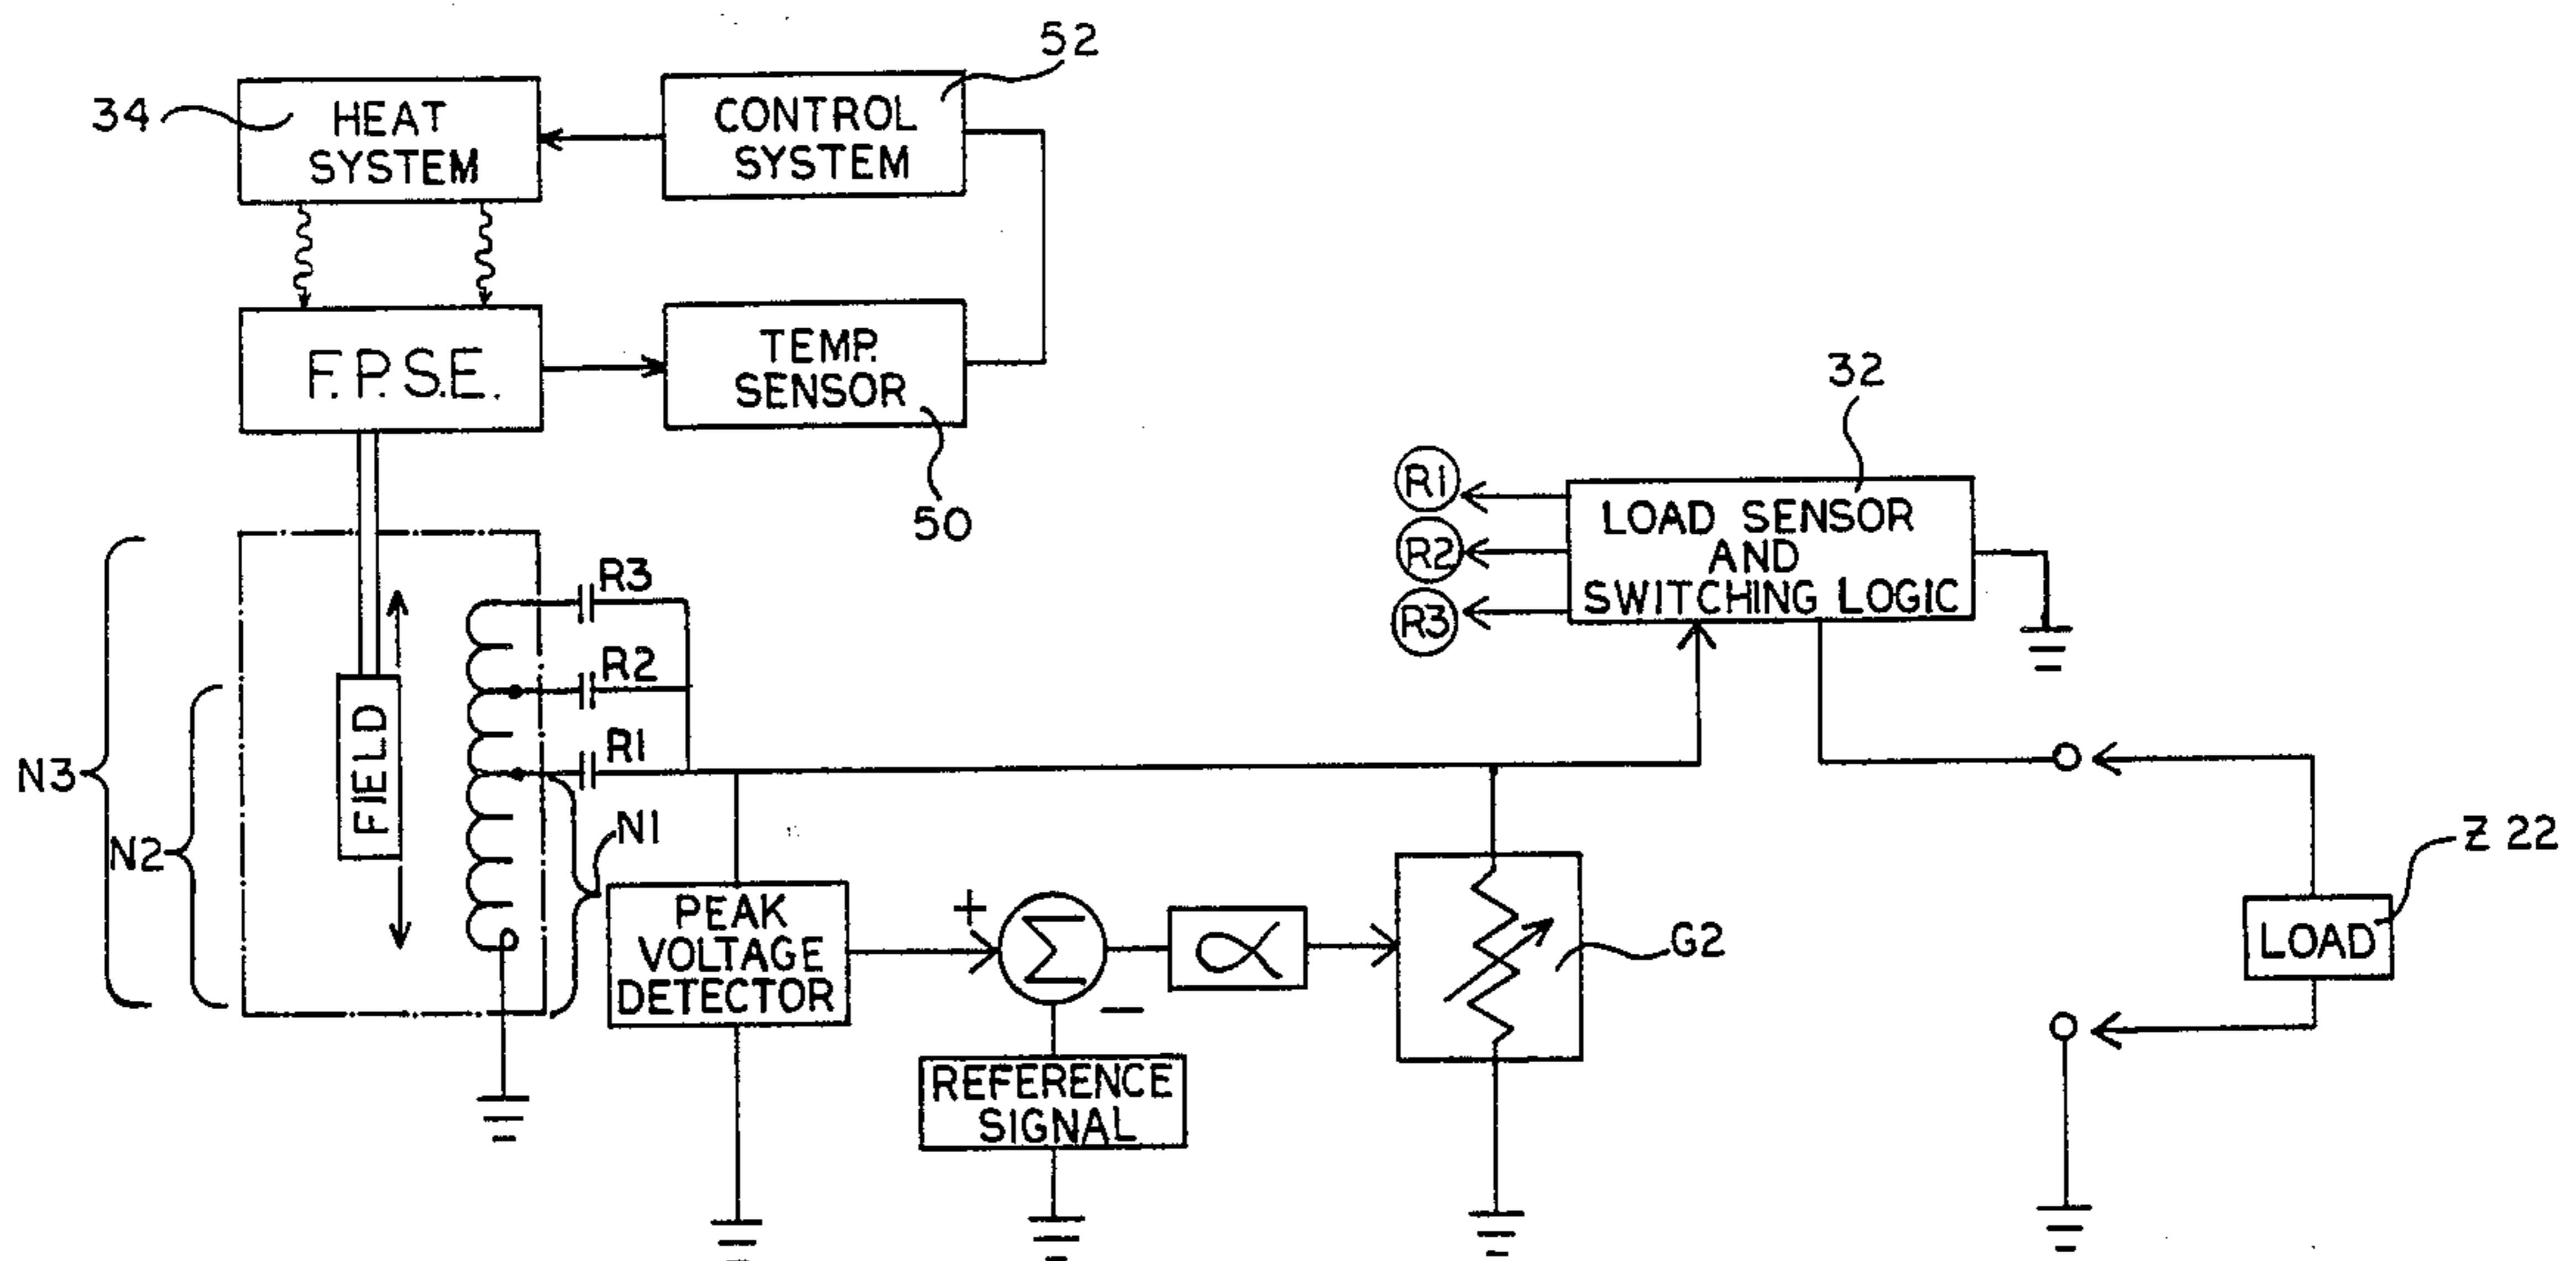 52
34
HEAT
SYSTEM
CONTROL
SYSTEM
F.P.S.E.
TEMP.
SENSOR
50
32
R1
R2
R3
LOAD SENSOR
AND
SWITCHING LOGIC
R3
R2
R1
N3
N2
N1
FIELD
PEAK
VOLTAGE
DETECTOR
+
Σ
−
α
G2
REFERENCE
SIGNAL
Z 22
LOAD